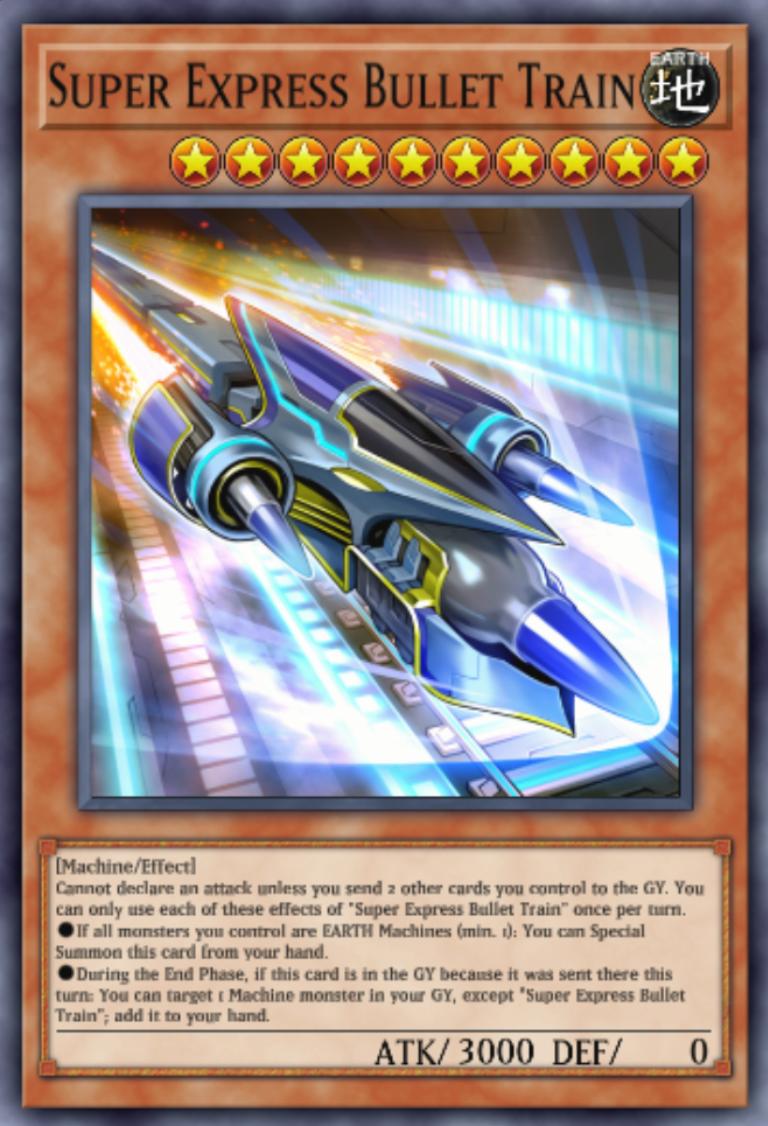 SUPER EXPRESS BULLET TRAIN
EARTH
地
[Machine/Effect]
Cannot declare an attack unless you send 2 other cards you control to the GY. You
can only use each of these effects of "Super Express Bullet Train" once per turn.
●If all monsters you control are EARTH Machines (min. 1): You can Special
Summon this card from your hand.
●During the End Phase, if this card is in the GY because it was sent there this
turn: You can target 1 Machine monster in your GY, except "Super Express Bullet
Train"; add it to your hand.
ATK/ 3000 DEF/ 0